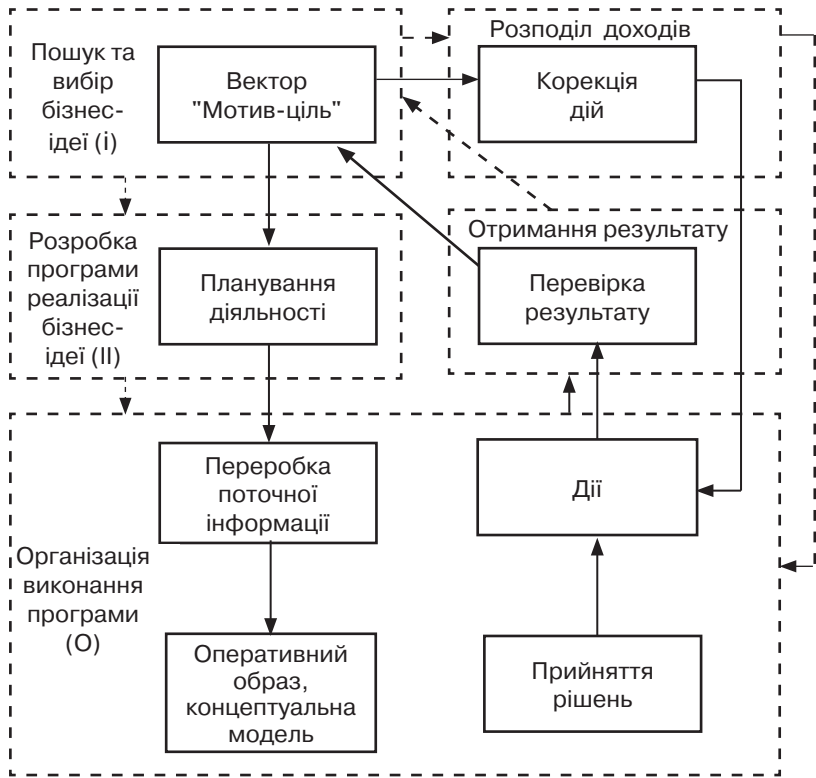 Пошук та
вибір
бізнес-
ідеї (і)
Вектор
"Мотив-ціль"
Розподіл доходів
Корекція
дій
Розробка
програми
реалізації
бізнес-
ідеї (ІІ)
Планування
діяльності
Отримання результату
Перевірка
результату
Переробка
поточної
інформації
Дії
Організація
виконання
програми
(О)
Оперативний
образ,
концептуальна
модель
Прийняття
рішень